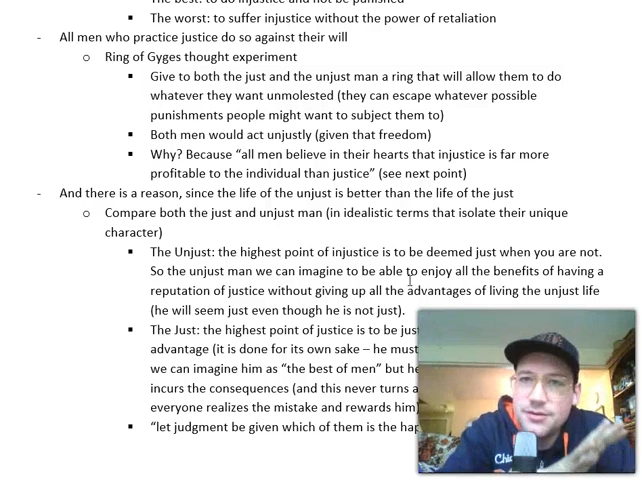 The best: to do injustice and not be punished
▪ The worst: to suffer injustice without the power of retaliation
- All men who practice justice do so against their will
o Ring of Gyges thought experiment
▪ Give to both the just and the unjust man a ring that will allow them to do
whatever they want unmolested (they can escape whatever possible
punishments people might want to subject them to)
▪ Both men would act unjustly (given that freedom)
▪ Why? Because “all men believe in their hearts that injustice is far more
profitable to the individual than justice” (see next point)
- And there is a reason, since the life of the unjust is better than the life of the just
o Compare both the just and unjust man (in idealistic terms that isolate their unique
character)
▪ The Unjust: the highest point of injustice is to be deemed just when you are not.
So the unjust man we can imagine to be able to enjoy all the benefits of having a
reputation of justice without giving up all the advantages of living the unjust life
(he will seem just even though he is not just).
▪ The Just: the highest point of justice is to be just
advantage (it is done for its own sake – he must
we can imagine him as “the best of men” but he
incurs the consequences (and this never turns a
everyone realizes the mistake and rewards him)
▪ “let judgment be given which of them is the